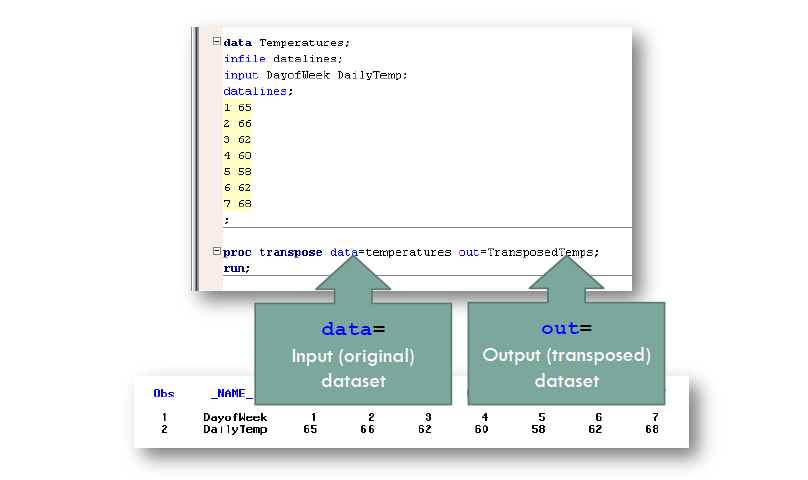 data Temperatures;
infile datalines;
input DayofWeek DailyTemp;
datalines;
1 65
2 66
3 62
4 60
5 58
6 62
7 68
;
proc transpose data=temperatures out=TransposedTemps;
run;
data=
Input (original)
dataset
out=
Output (transposed)
dataset
Obs _NAME_
1 DayofWeek 1 2 3 4 5 6 7
2 DailyTemp 65 66 62 60 58 62 68